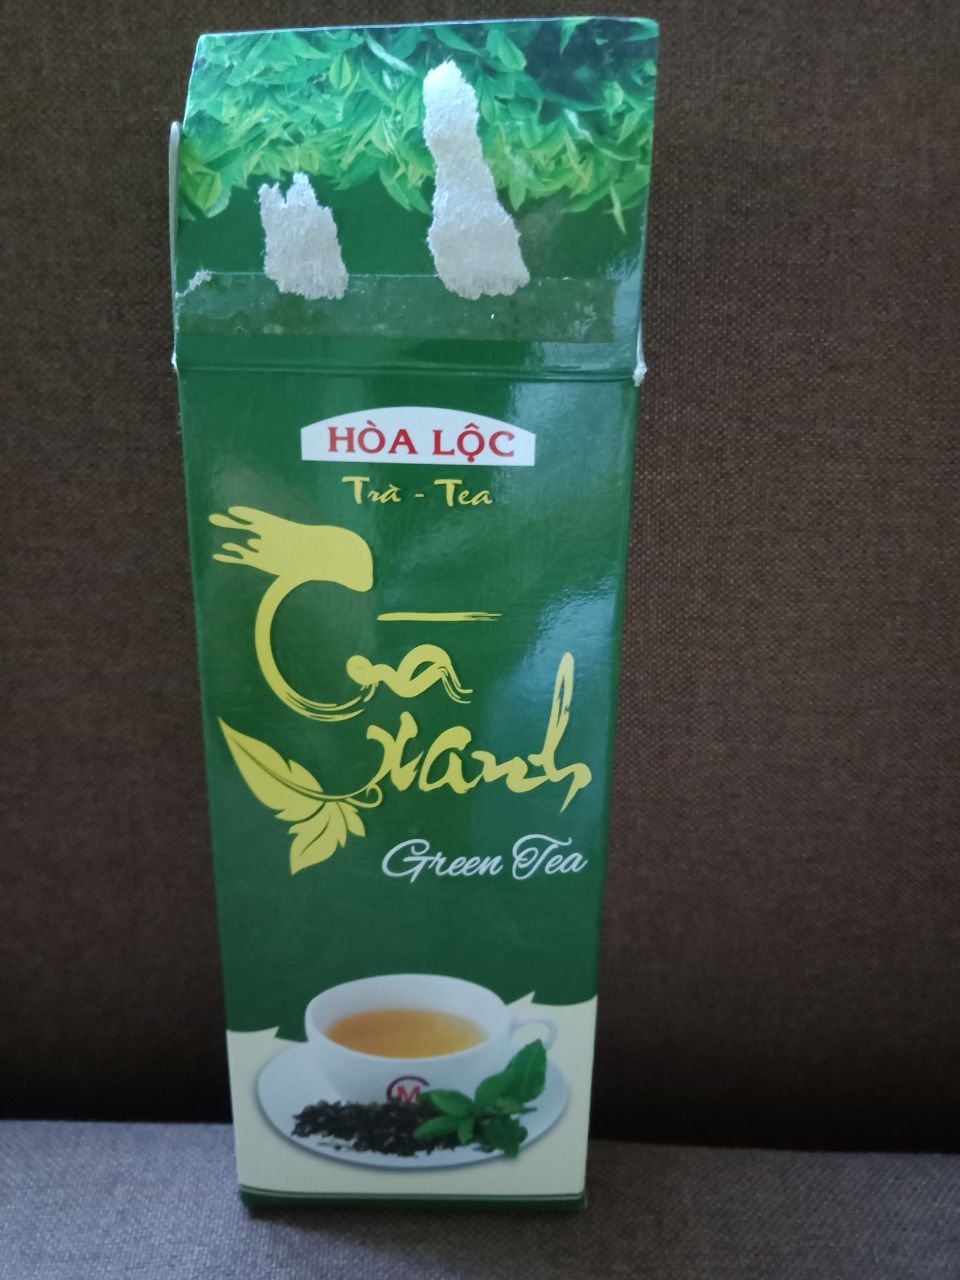 HÒA LỘC
Trà - Tea
Trà
xanh
Green Tea
M